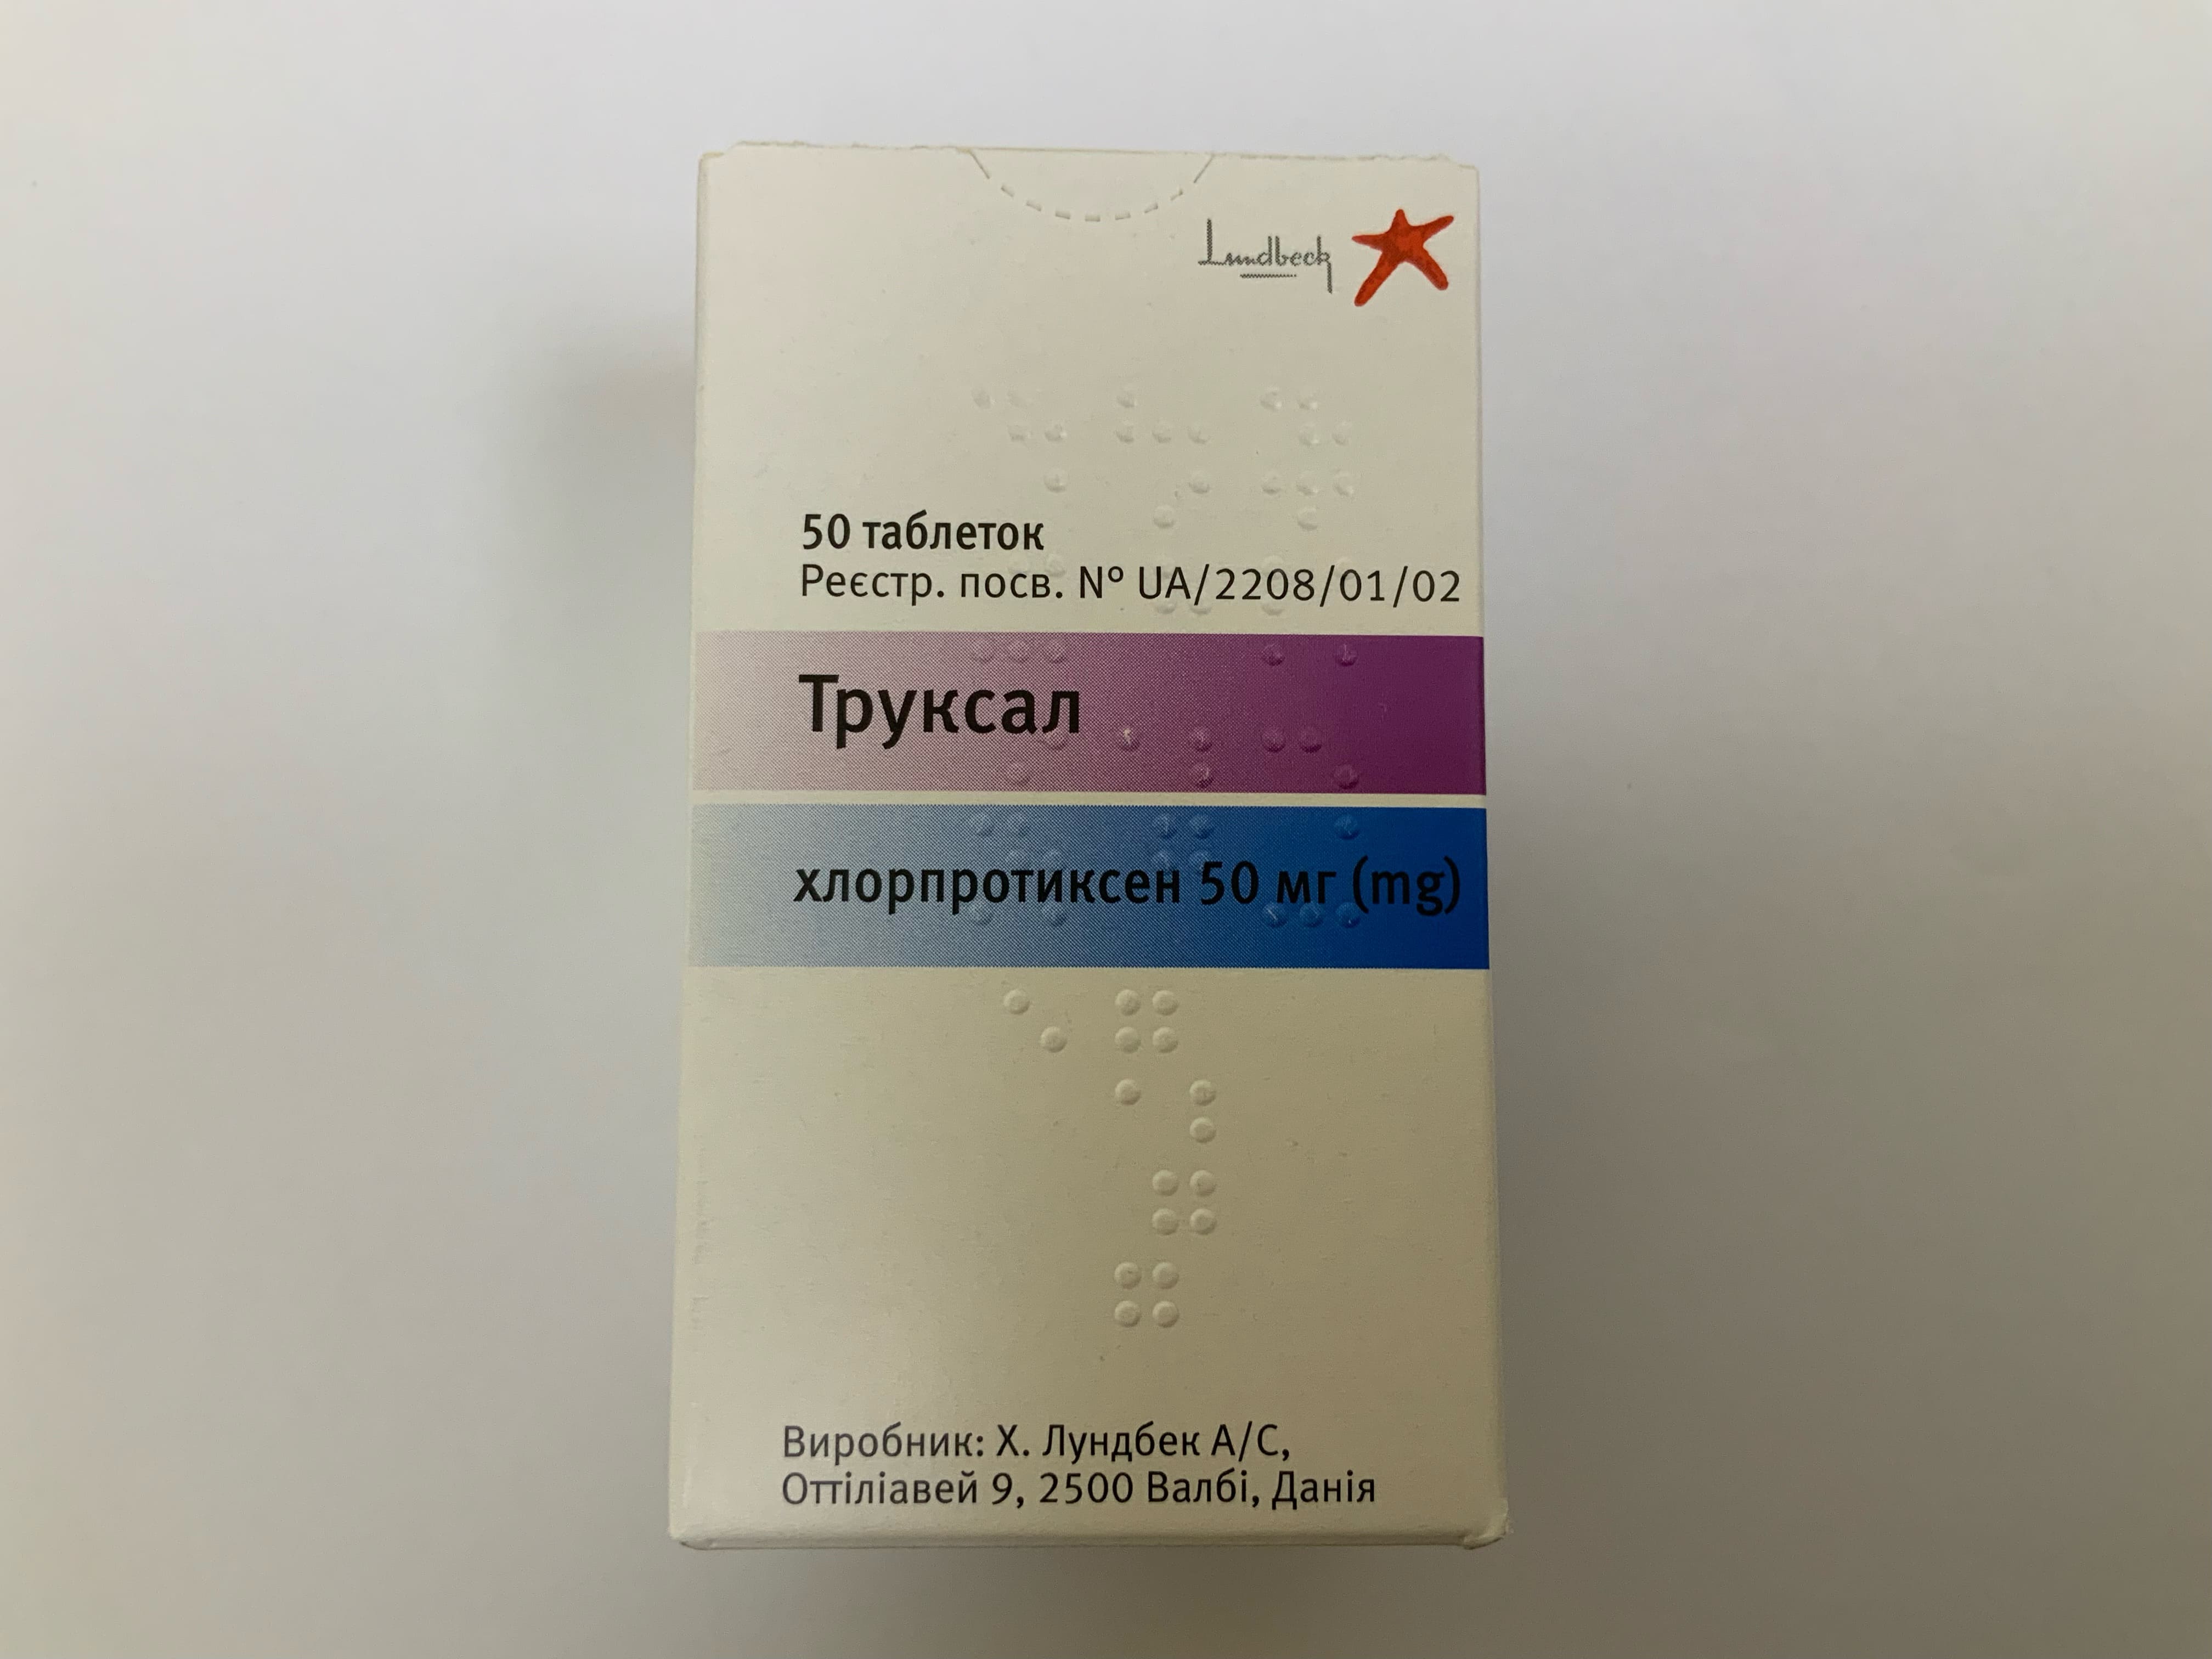 Lundbeck
50 таблеток
Реєстр. посв. N° UA/2208/01/02
Труксал
хлорпротиксен 50 мг (mg)
Виробник: Х. Лундбек А/С,
Оттіліавей 9, 2500 Валбі, Данія